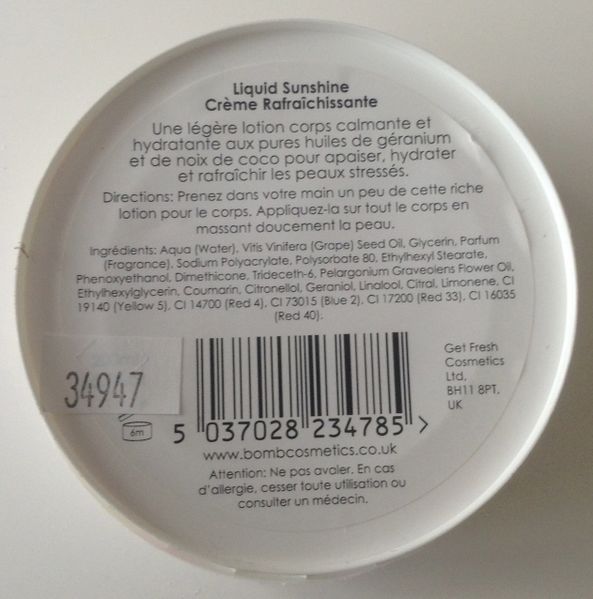 Liquid Sunshine
Crème Rafraîchissante
Une légère lotion corps calmante et
hydratante aux pures huiles de géranium
et de noix de coco pour apaiser, hydrater
et rafraîchir les peaux stressés.
Directions: Prenez dans votre main un peu de cette riche
lotion pour le corps. Appliquez-la sur tout le corps en
massant doucement la peau.
Ingrédients: Aqua (Water), Vitis Vinifera (Grape) Seed Oil, Glycerin, Parfum
(Fragrance), Sodium Polyacrylate, Polysorbate 80, Ethylhexyl Stearate,
Phenoxyethanol, Dimethicone, Trideceth-6, Pelargonium Graveolens Flower Oil,
Ethylhexylglycerin, Coumarin, Citronellol, Geraniol, Linalool, Citral, Limonene, CI
19140 (Yellow 5), CI 14700 (Red 4), CI 73015 (Blue 2), CI 17200 (Red 33), CI 16035
(Red 40).
34947
6m
5 037028 234785 >
Get Fresh
Cosmetics
Ltd,
BH11 8PT,
UK
www.bombcosmetics.co.uk
Attention: Ne pas avaler. En cas
d'allergie, cesser toute utilisation ou
consulter un médecin.